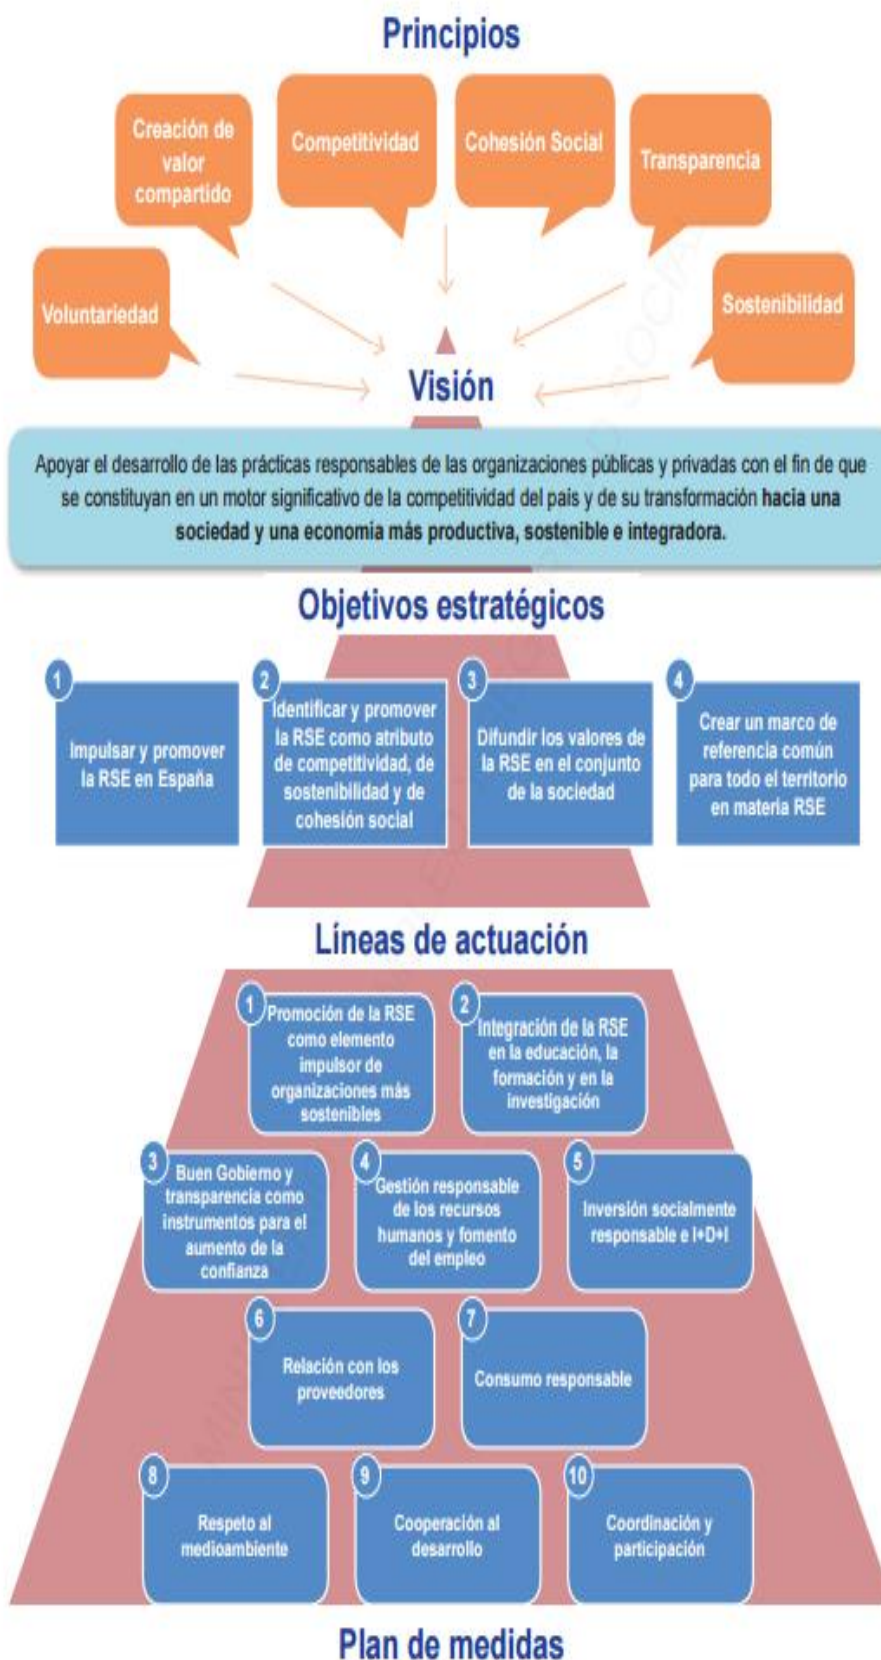 Principios
Creación de
valor
compartido
Competitividad
Cohesión Social
Transparencia
Voluntariedad
Sostenibilidad
Visión
Apoyar el desarrollo de las prácticas responsables de las organizaciones públicas y privadas con el fin de que
se constituyan en un motor significativo de la competitividad del país y de su transformación hacia una
sociedad y una economía más productiva, sostenible e integradora.
Objetivos estratégicos
1
Impulsar y promover
la RSE en España
2
Identificar y promover
la RSE como atributo
de competitividad, de
sostenibilidad y de
cohesión social
3
Difundir los valores de
la RSE en el conjunto
de la sociedad
4
Crear un marco de
referencia común
para todo el territorio
en materia RSE
Líneas de actuación
1
Promoción de la RSE
como elemento
impulsor de
organizaciones más
sostenibles
2
Integración de la RSE
en la educación, la
formación y en la
investigación
3
Buen Gobierno y
transparencia como
instrumentos para el
aumento de la
confianza
4
Gestión responsable
de los recursos
humanos y fomento
del empleo
5
Inversión socialmente
responsable e I+D+I
6
Relación con los
proveedores
7
Consumo responsable
8
Respeto al
medioambiente
9
Cooperación al
desarrollo
10
Coordinación y
participación
Plan de medidas